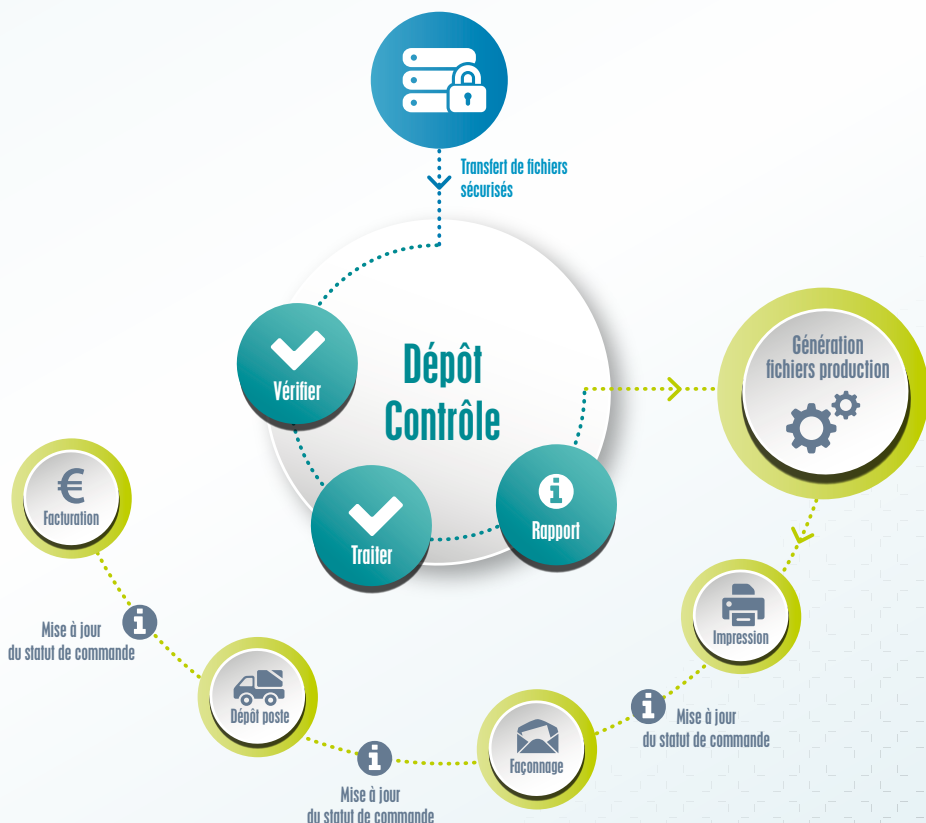 Transfert de fichiers
sécurisés
Vérifier
Dépôt
Contrôle
Traiter
Rapport
Génération
fichiers production
Impression
Mise à jour
du statut de commande
Façonnage
Mise à jour
du statut de commande
Dépôt poste
Mise à jour
du statut de commande
€
Facturation